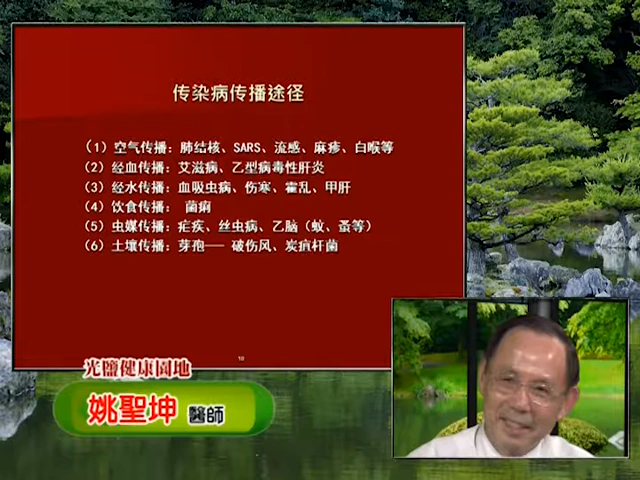 传染病传播途径
（1）空气传播：肺结核、SARS、流感、麻疹、白喉等
（2）经血传播：艾滋病、乙型病毒性肝炎
（3）经水传播：血吸虫病、伤寒、霍乱、甲肝
（4）饮食传播： 菌痢
（5）虫媒传播：疟疾、丝虫病、乙脑（蚊、蚤等）
（6）土壤传播：芽孢── 破伤风、炭疽杆菌
18
光鹽健康園地
姚聖坤 醫師